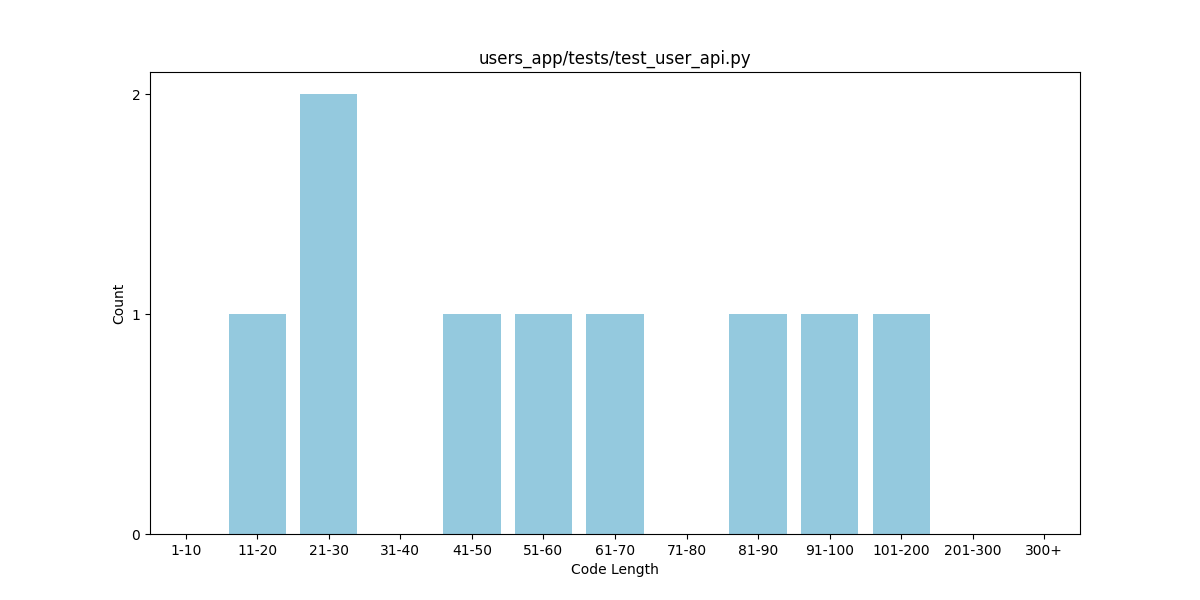 users_app/tests/test_user_api.py
2
1
0
Count
1-10 11-20 21-30 31-40 41-50 51-60 61-70 71-80 81-90 91-100 101-200 201-300 300+
Code Length